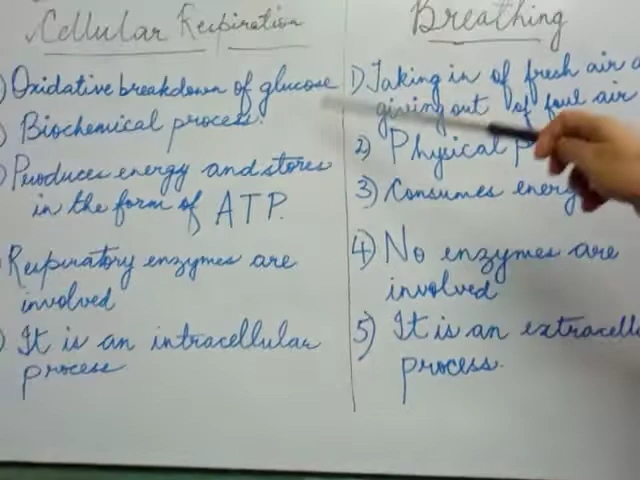 Cellular Respiration
) Oxidative breakdown of glucose
) Biochemical process.
) Produces energy and stores
in the form of ATP.
Respiratory enzymes are
involved
) It is an intracellular
process
Breathing
1) Taking in of fresh air a
giving out of foul air
2) Physical p
3) Consumes energy
4) No enzymes are
involved
5) It is an extracell
process.